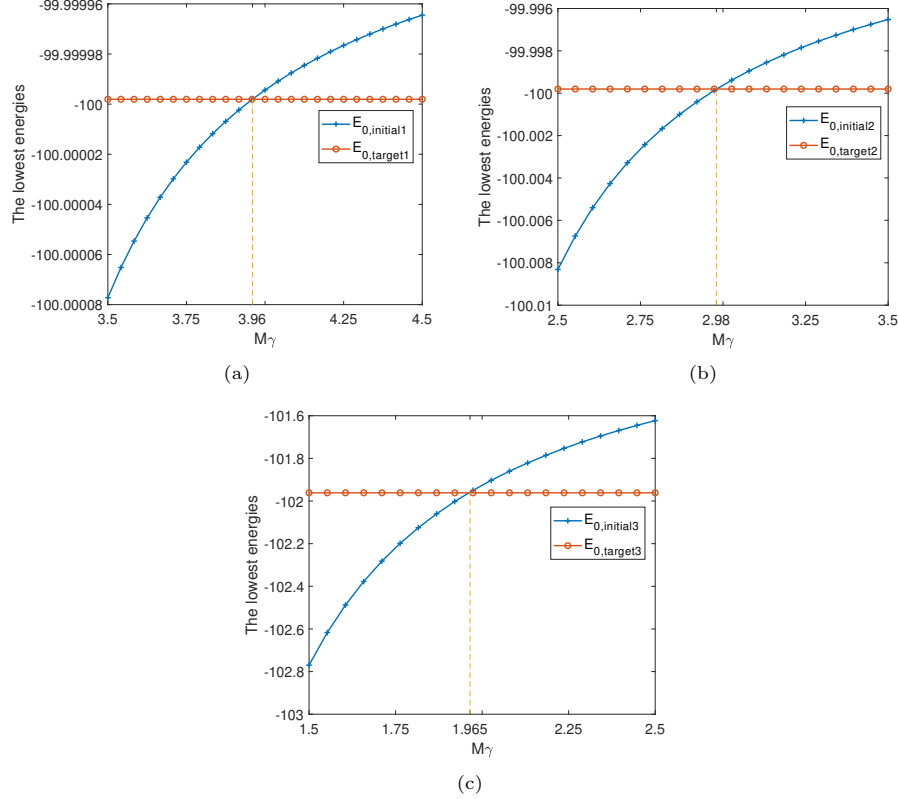 -99.99996
-99.99998
-100
-100.00002
-100.00004
-100.00006
-100.00008
The lowest energies
E0,initial1
E0,target1
3.5 3.75 3.96 4.25 4.5
Mγ
(a)
-99.996
-99.998
-100
-100.002
-100.004
-100.006
-100.008
-100.01
The lowest energies
E0,initial2
E0,target2
2.5 2.75 2.98 3.25 3.5
Mγ
(b)
-101.6
-101.8
-102
-102.2
-102.4
-102.6
-102.8
-103
The lowest energies
E0,initial3
E0,target3
1.5 1.75 1.965 2.25 2.5
Mγ
(c)